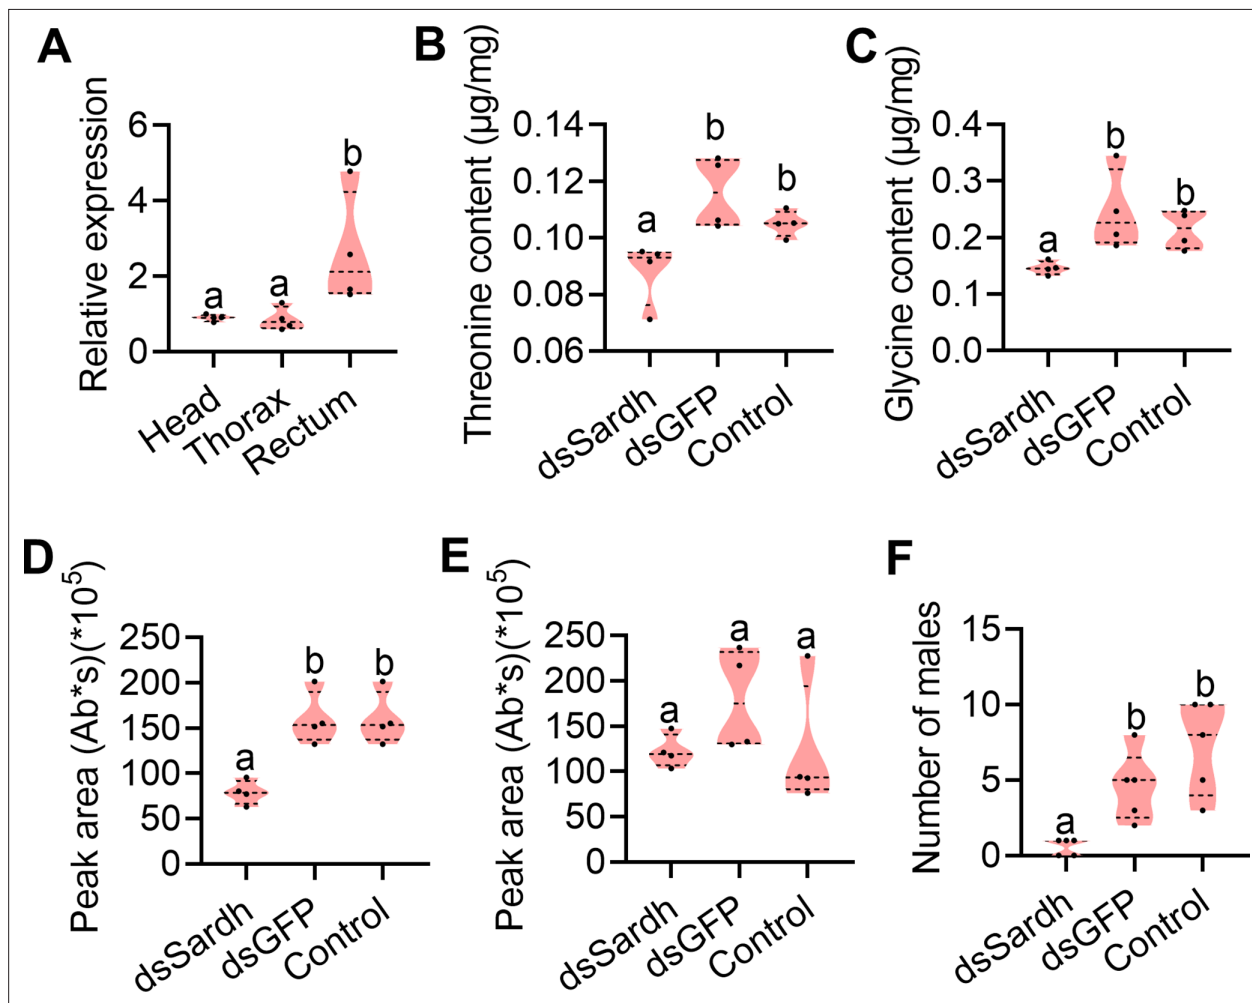 A
Relative expression
6
4
2
0
a
a
b
Head
Thorax
Rectum
B
Threonine content (µg/mg)
0.14
0.12
0.10
0.08
0.06
a
b
b
dsSardh
dsGFP
Control
C
Glycine content (µg/mg)
0.4
0.3
0.2
0.1
0.0
a
b
b
dsSardh
dsGFP
Control
D
Peak area (Ab*s)(*10⁵)
250
200
150
100
50
0
a
b
b
dsSardh
dsGFP
Control
E
Peak area (Ab*s)(*10⁵)
250
200
150
100
50
0
a
a
a
dsSardh
dsGFP
Control
F
Number of males
15
10
5
0
a
b
b
dsSardh
dsGFP
Control